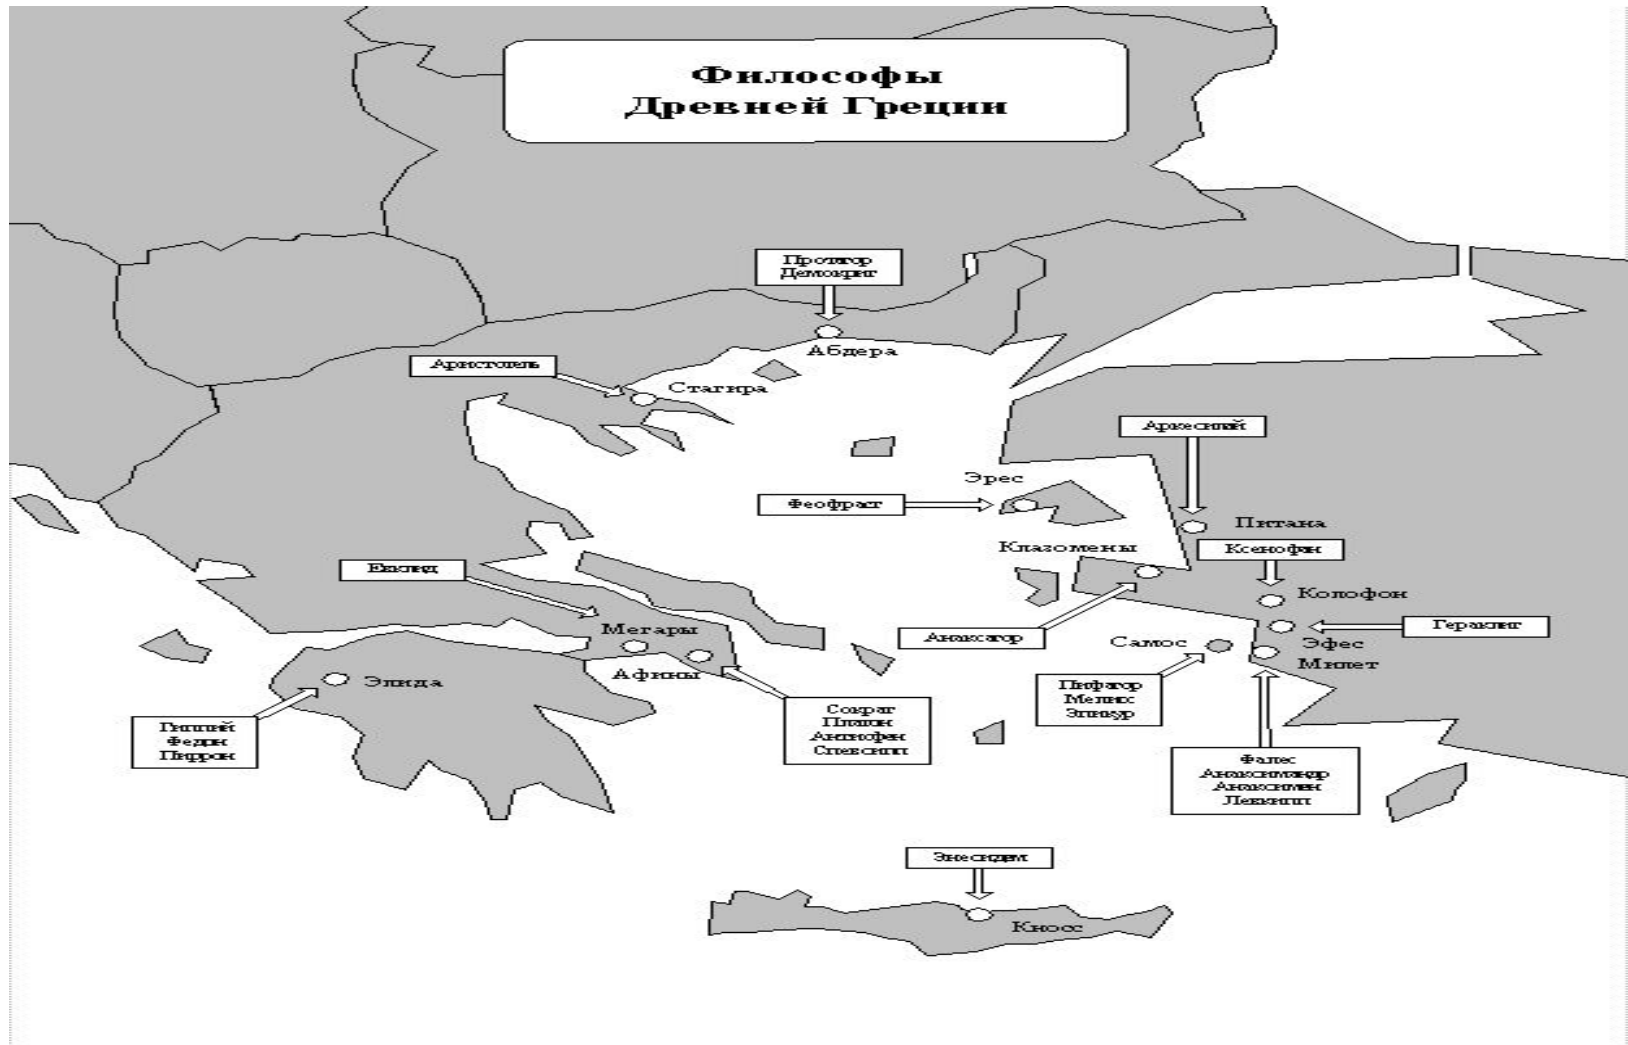 Философы
Древней Греции
Протагор
Демокрит
Абдера
Аристотель
Стагира
Аркесилай
Эрес
Феофраст
Питана
Клазомены
Ксенофан
Евклид
Колофон
Мегары
Анаксагор
Самос
Гераклит
Эфес
Милет
Афины
Элида
Пифагор
Мелисс
Эпикур
Гиппий
Федон
Пиррон
Сократ
Платон
Антисфен
Спевсипп
Фалес
Анаксимандр
Анаксимен
Левкипп
Энесидем
Кносс